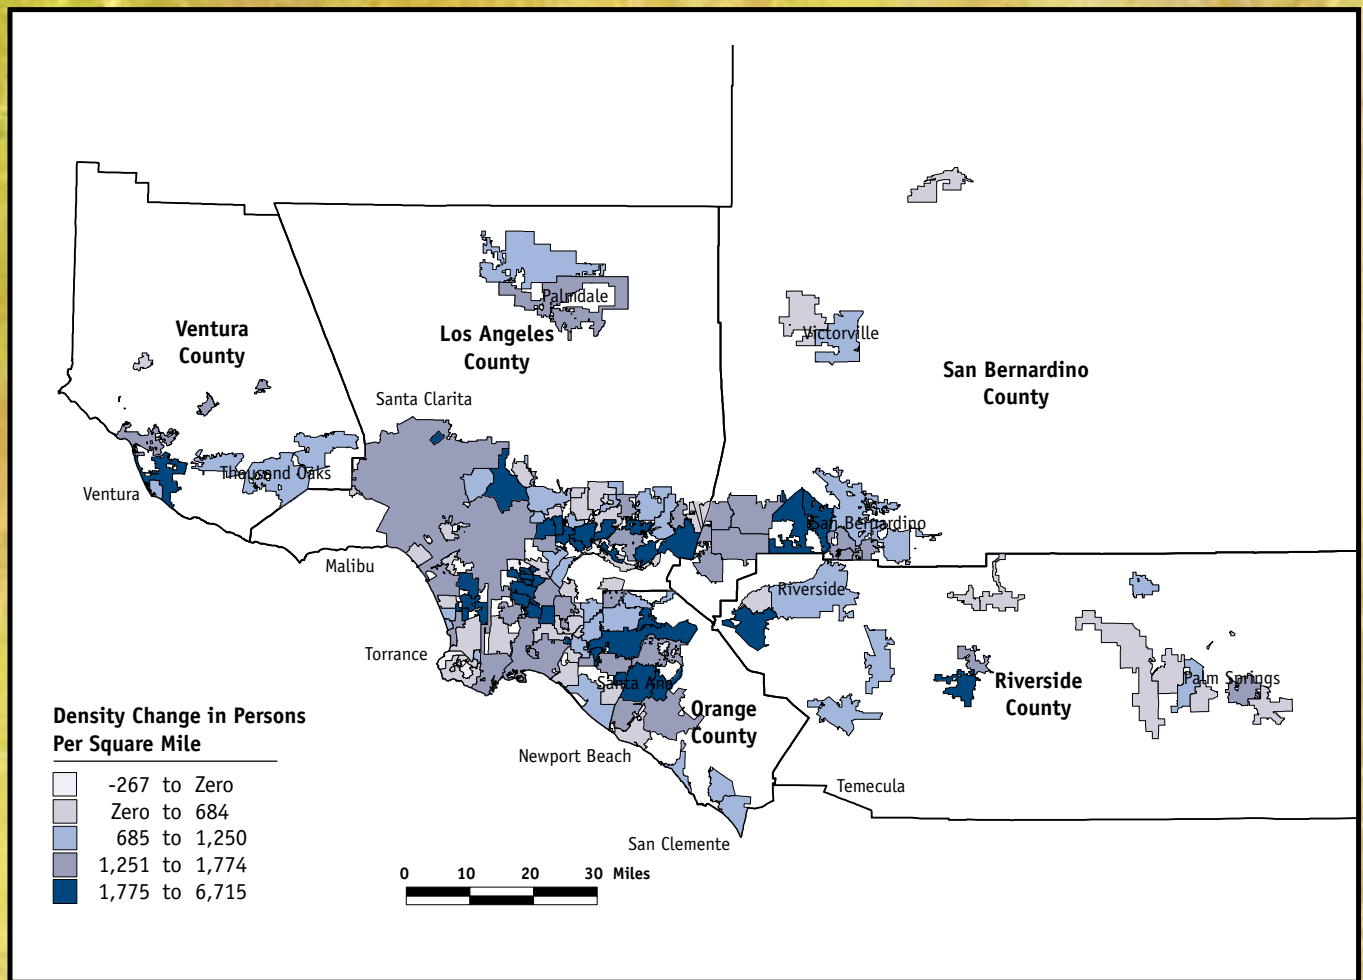 Ventura
County
Los Angeles
County
Palmdale
Victorville
San Bernardino
County
Santa Clarita
Thousand Oaks
Ventura
San Bernardino
Malibu
Riverside
Torrance
Santa Ana
Palm Springs
Riverside
County
Orange
County
Newport Beach
Temecula
San Clemente
Density Change in Persons
Per Square Mile
-267 to Zero
Zero to 684
685 to 1,250
1,251 to 1,774
1,775 to 6,715
0 10 20 30 Miles